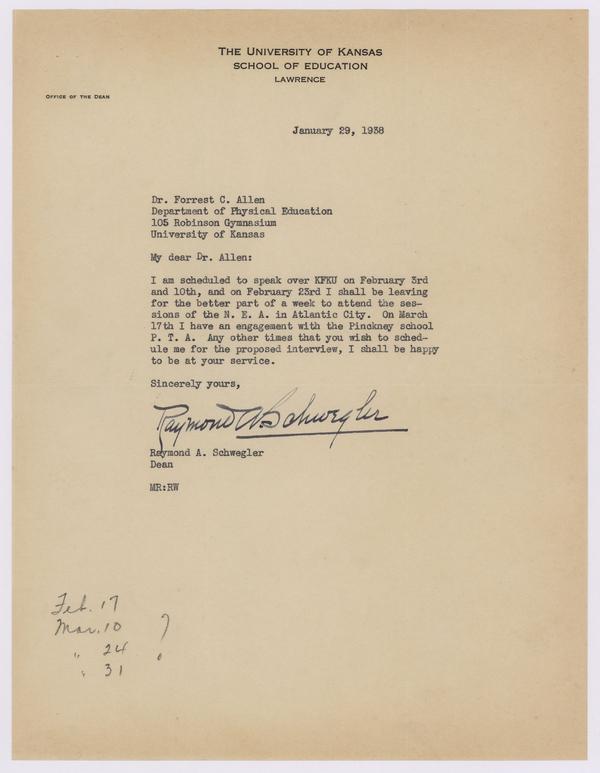 THE UNIVERSITY OF KANSAS
SCHOOL OF EDUCATION
LAWRENCE
OFFICE OF THE DEAN
January 29, 1938
Dr. Forrest C. Allen
Department of Physical Education
105 Robinson Gymnasium
University of Kansas
My dear Dr. Allen:
I am scheduled to speak over KFKU on February 3rd
and 10th, and on February 23rd I shall be leaving
for the better part of a week to attend the ses-
sions of the N. E. A. in Atlantic City. On March
17th I have an engagement with the Pinckney school
P. T. A. Any other times that you wish to sched-
ule me for the proposed interview, I shall be happy
to be at your service.
Sincerely yours,
Raymond A Schwegler
Raymond A. Schwegler
Dean
MR:RW
Feb. 17
Mar. 10 ?
" 24
" 31